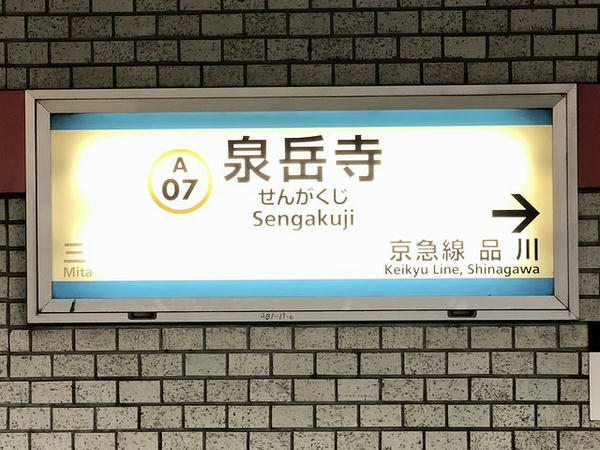 A
07
泉岳寺
せんがくじ
Sengakuji
三
Mita
京急線 品 川
Keikyu Line, Shinagawa